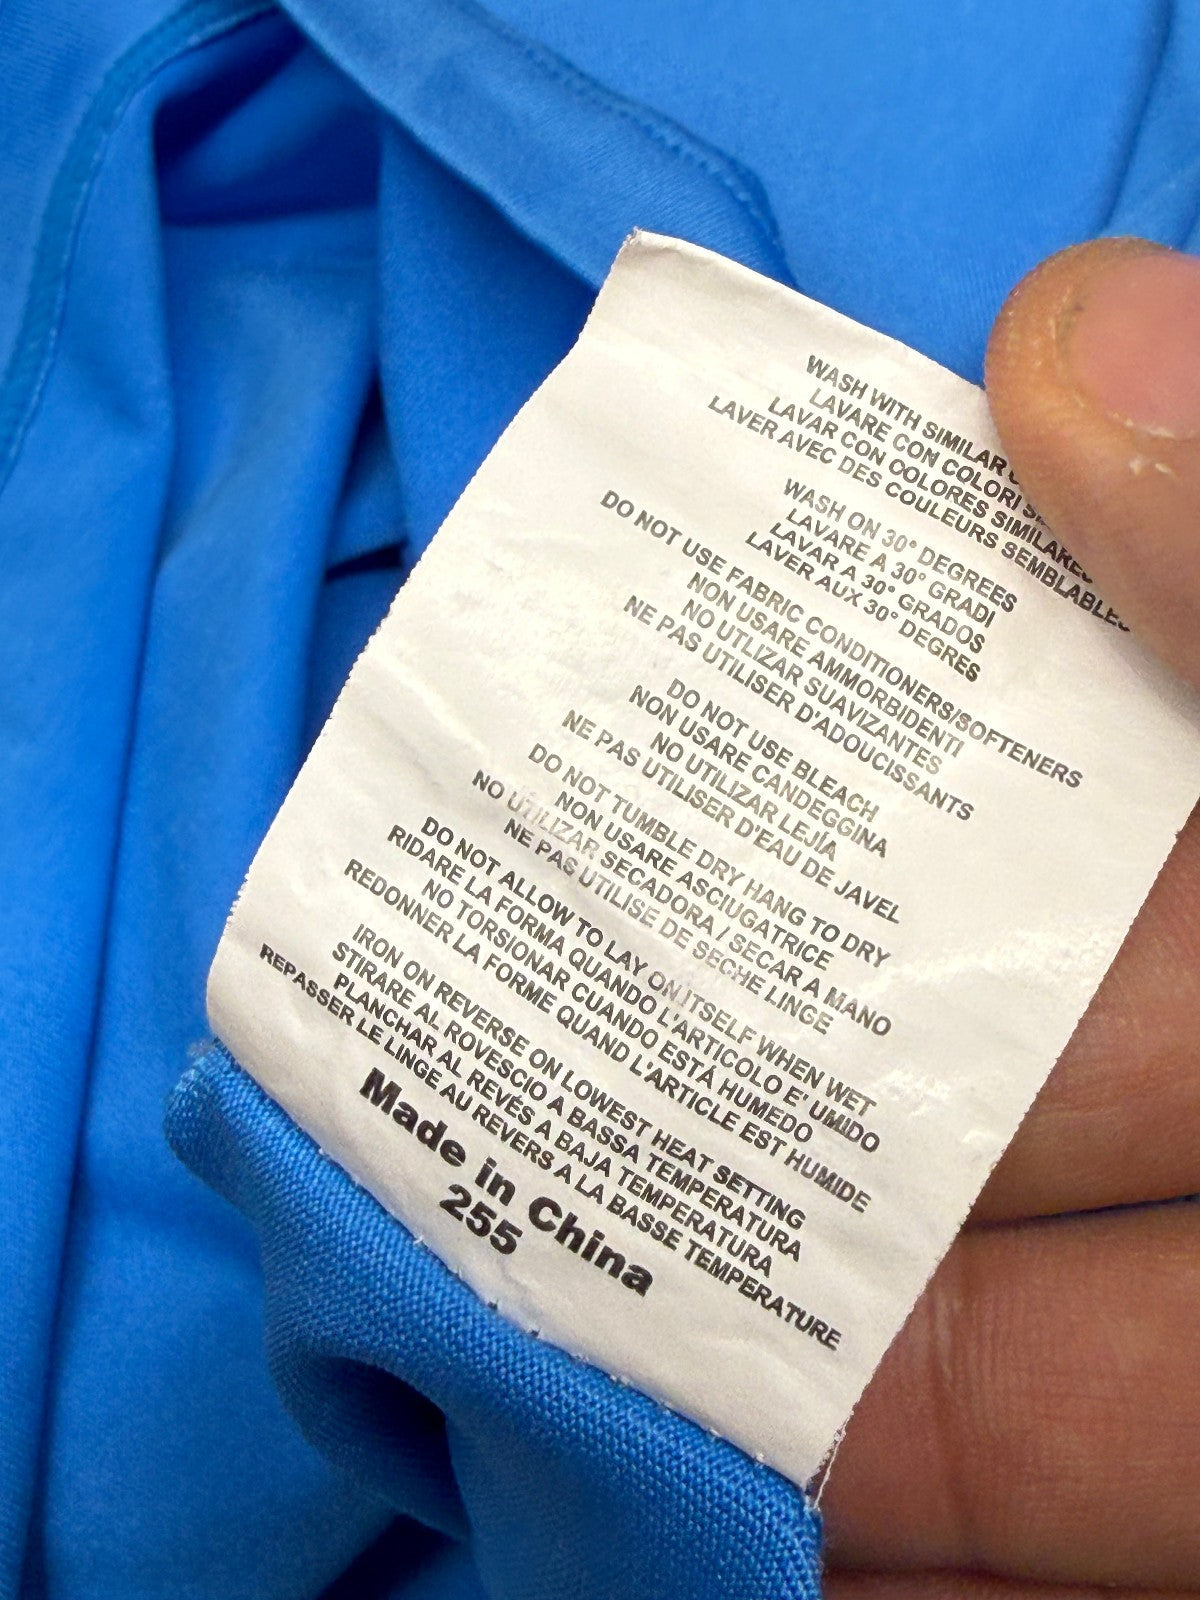 WASH WITH SIMILAR
LAVARE CON COLORI
LAVAR CON COLORES SIMILARES
LAVER AVEC DES COULEURS SEMBLABLES
WASH ON 30° DEGREES
LAVARE A 30° GRADI
LAVAR A 30° GRADOS
LAVER AUX 30° DEGRES
DO NOT USE FABRIC CONDITIONERS/SOFTENERS
NON USARE AMMORBIDENTI
NO UTLIZAR SUAVIZANTES
NE PAS UTILISER D'ADOUCISSANTS
DO NOT USE BLEACH
NON USARE CANDEGGINA
NO UTILIZAR LEJÍA
NE PAS UTILISER D'EAU DE JAVEL
DO NOT TUMBLE DRY HANG TO DRY
NON USARE ASCIUGATRICE
NO UTILIZAR SECADORA / SECAR A MANO
NE PAS UTILISE DE SECHE LINGE
DO NOT ALLOW TO LAY ON ITSELF WHEN WET
RIDARE LA FORMA QUANDO L'ARTICOLO E' UMIDO
NO TORSIONAR CUANDO ESTÁ HUMEDO
REDONNER LA FORME QUAND L'ARTICLE EST HUMIDE
IRON ON REVERSE ON LOWEST HEAT SETTING
STIRARE AL ROVESCIO A BASSA TEMPERATURA
PLANCHAR AL REVÉS A BAJA TEMPERATURA
REPASSER LE LINGE AU REVERS A LA BASSE TEMPERATURE
Made in China
255